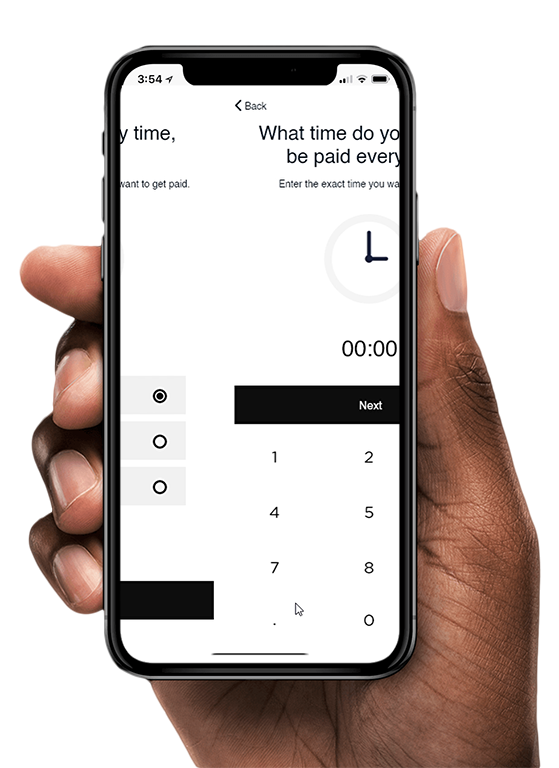 3:54
Back
y time,
What time do yo
be paid every
want to get paid.
Enter the exact time you wa
00:00
Next
1 2
4 5
7 8
. 0